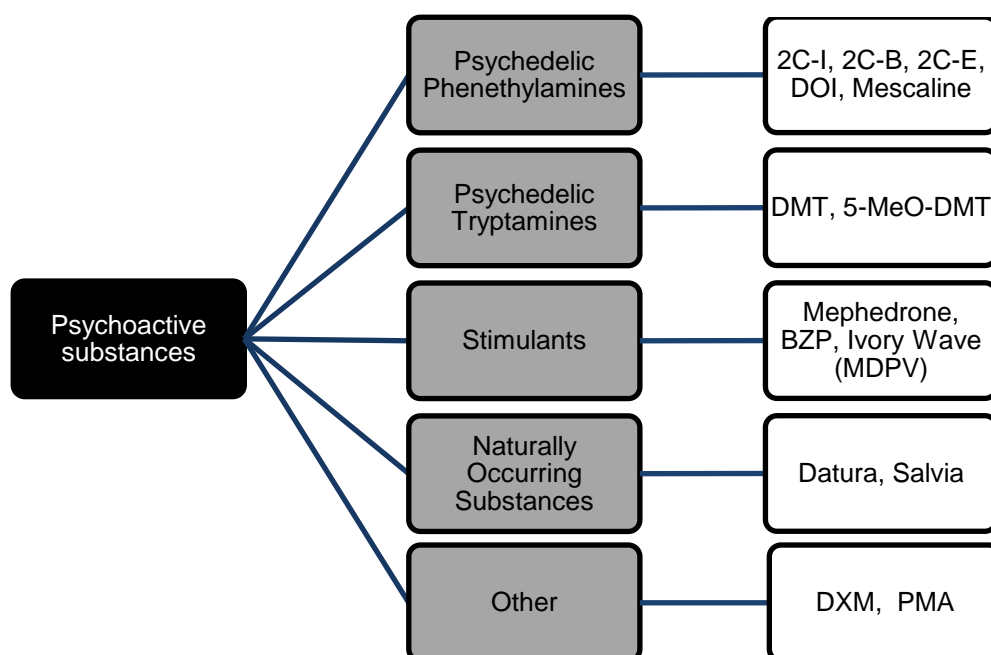 Psychoactive
substances
Psychedelic
Phenethylamines
2C-I, 2C-B, 2C-E,
DOI, Mescaline
Psychedelic
Tryptamines
DMT, 5-MeO-DMT
Stimulants
Mephedrone,
BZP, Ivory Wave
(MDPV)
Naturally
Occurring
Substances
Datura, Salvia
Other
DXM, PMA